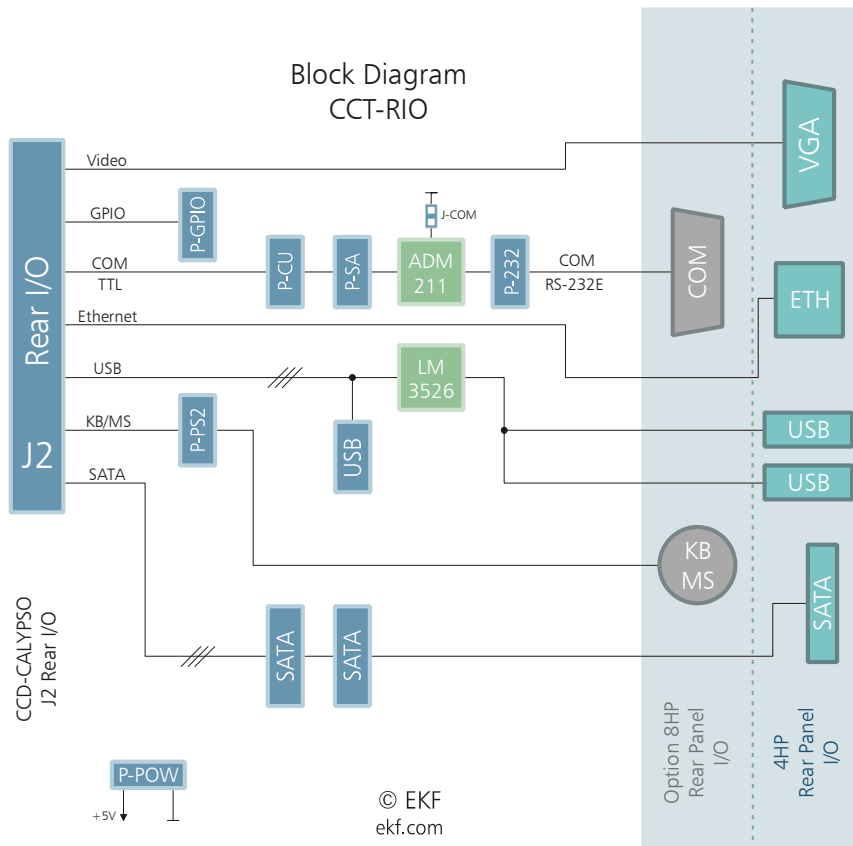 Block Diagram
CCT-RIO
VGA
Video
Rear I/O
J2
GPIO
P-GPIO
J-COM
COM
TTL
P-CU
P-SA
ADM
211
P-232
COM
RS-232E
COM
ETH
Ethernet
USB
LM
3526
USB
USB
USB
KB/MS
P-PS2
SATA
KB
MS
SATA
SATA
SATA
CCD-CALYPSO
J2 Rear I/O
Option 8HP
Rear Panel
I/O
4HP
Rear Panel
I/O
P-POW
+5V
© EKF
ekf.com